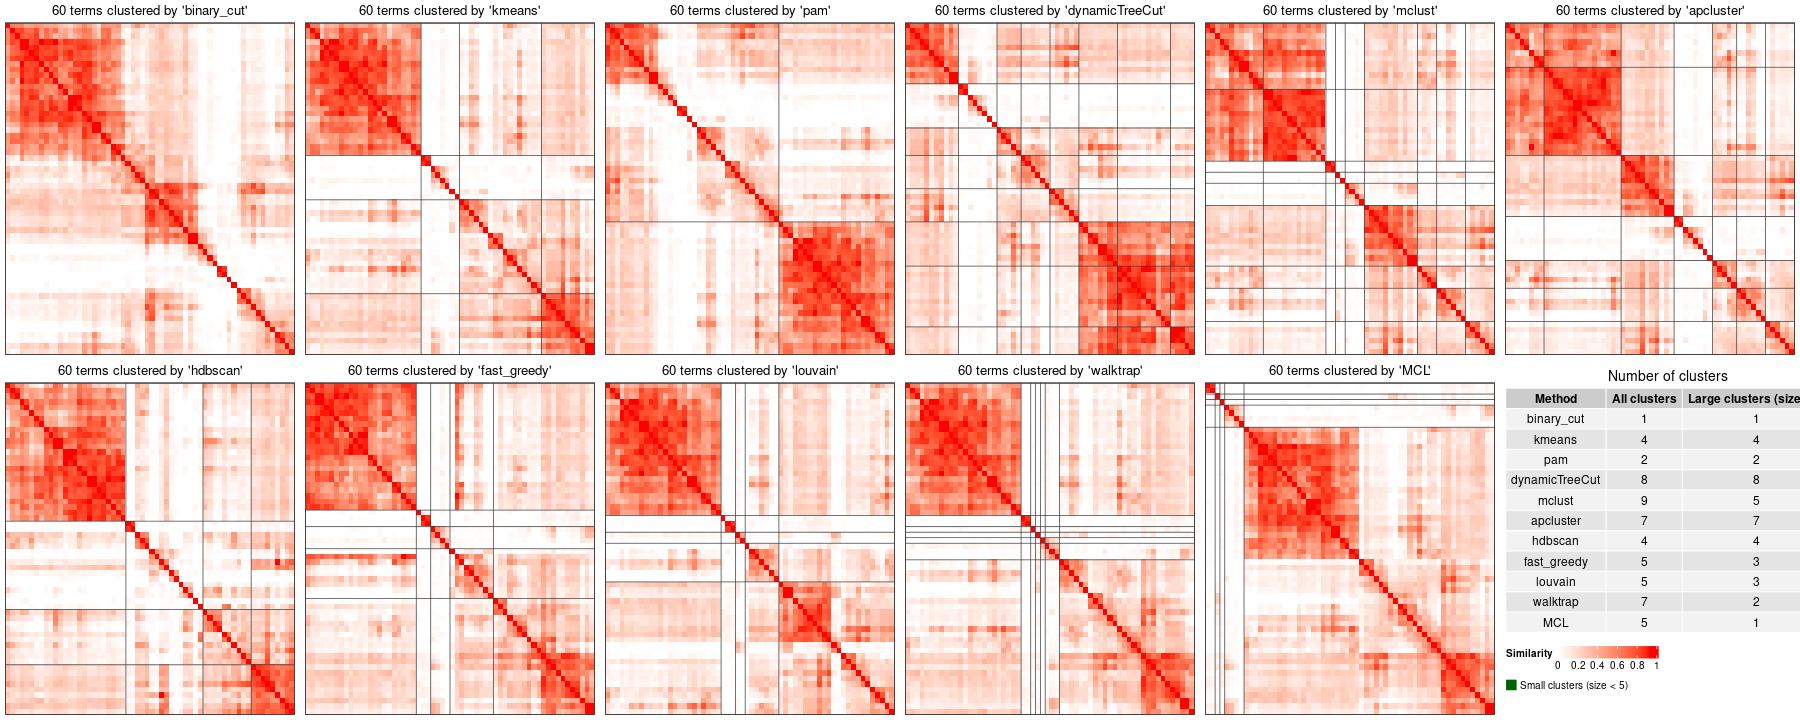 60 terms clustered by 'binary_cut'
60 terms clustered by 'kmeans'
60 terms clustered by 'pam'
60 terms clustered by 'dynamicTreeCut'
60 terms clustered by 'mclust'
60 terms clustered by 'apcluster'
60 terms clustered by 'hdbscan'
60 terms clustered by 'fast_greedy'
60 terms clustered by 'louvain'
60 terms clustered by 'walktrap'
60 terms clustered by 'MCL'
Number of clusters
Method All clusters Large clusters (size
binary_cut 1 1
kmeans 4 4
pam 2 2
dynamicTreeCut 8 8
mclust 9 5
apcluster 7 7
hdbscan 4 4
fast_greedy 5 3
louvain 5 3
walktrap 7 2
MCL 5 1
Similarity
0 0.2 0.4 0.6 0.8 1
Small clusters (size < 5)